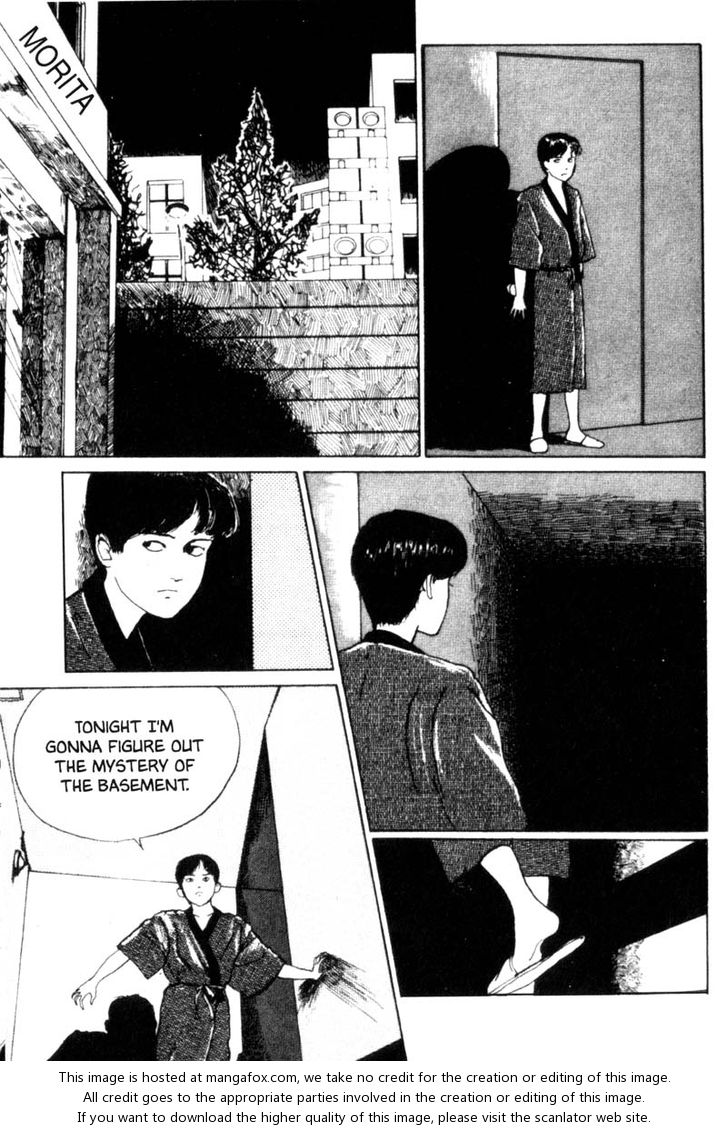 MORITA
TONIGHT I'M
GONNA FIGURE OUT
THE MYSTERY OF
THE BASEMENT.
This image is hosted at mangafox.com, we take no credit for the creation or editing of this image.
All credit goes to the appropriate parties involved in the creation or editing of this image.
If you want to download the higher quality of this image, please visit the scanlator web site.